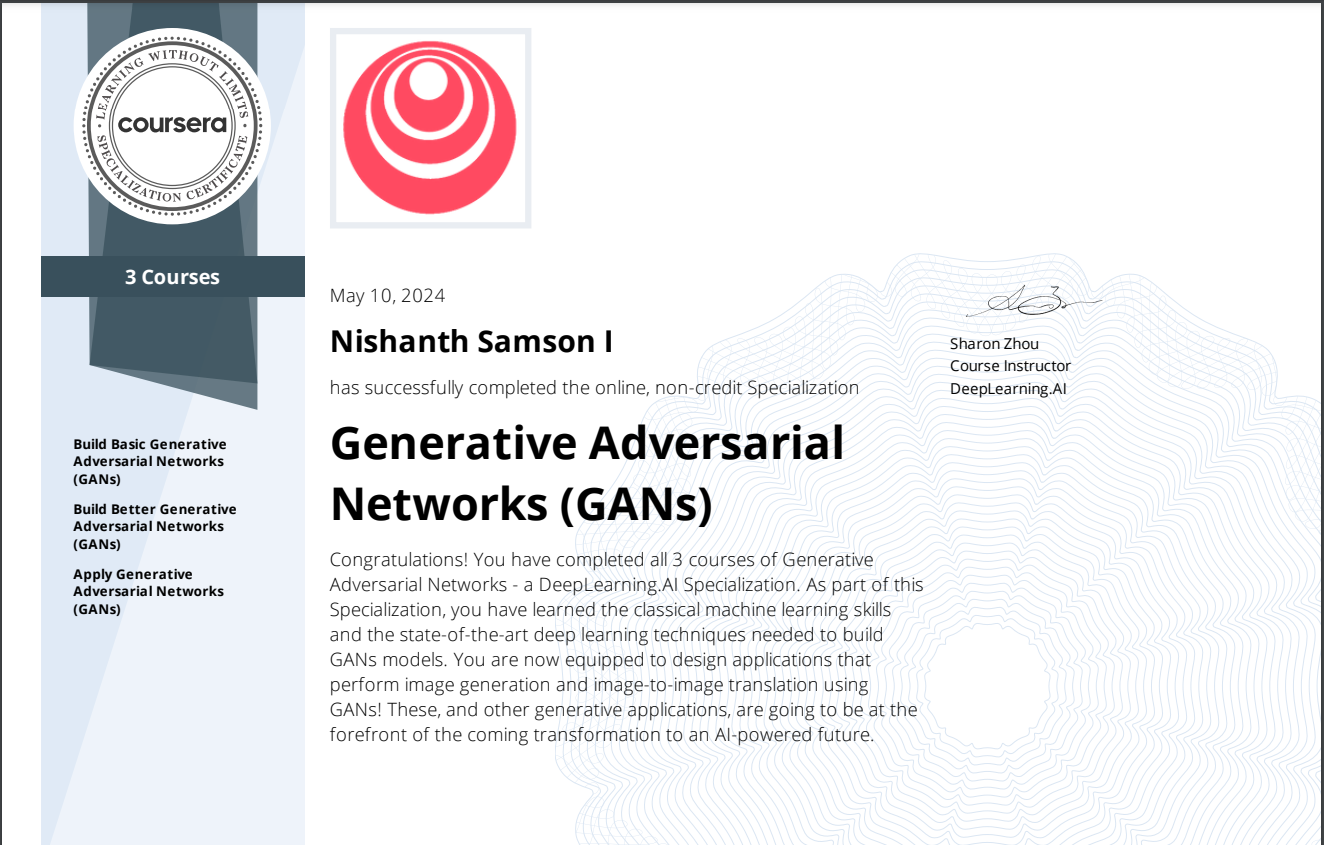 LEARNING WITHOUT LIMITS
coursera
SPECIALIZATION CERTIFICATE
3 Courses
Build Basic Generative
Adversarial Networks
(GANs)
Build Better Generative
Adversarial Networks
(GANs)
Apply Generative
Adversarial Networks
(GANs)
May 10, 2024
Nishanth Samson I
has successfully completed the online, non-credit Specialization
Generative Adversarial
Networks (GANs)
Congratulations! You have completed all 3 courses of Generative
Adversarial Networks - a DeepLearning.AI Specialization. As part of this
Specialization, you have learned the classical machine learning skills
and the state-of-the-art deep learning techniques needed to build
GANs models. You are now equipped to design applications that
perform image generation and image-to-image translation using
GANs! These, and other generative applications, are going to be at the
forefront of the coming transformation to an AI-powered future.
Sharon Zhou
Course Instructor
DeepLearning.AI